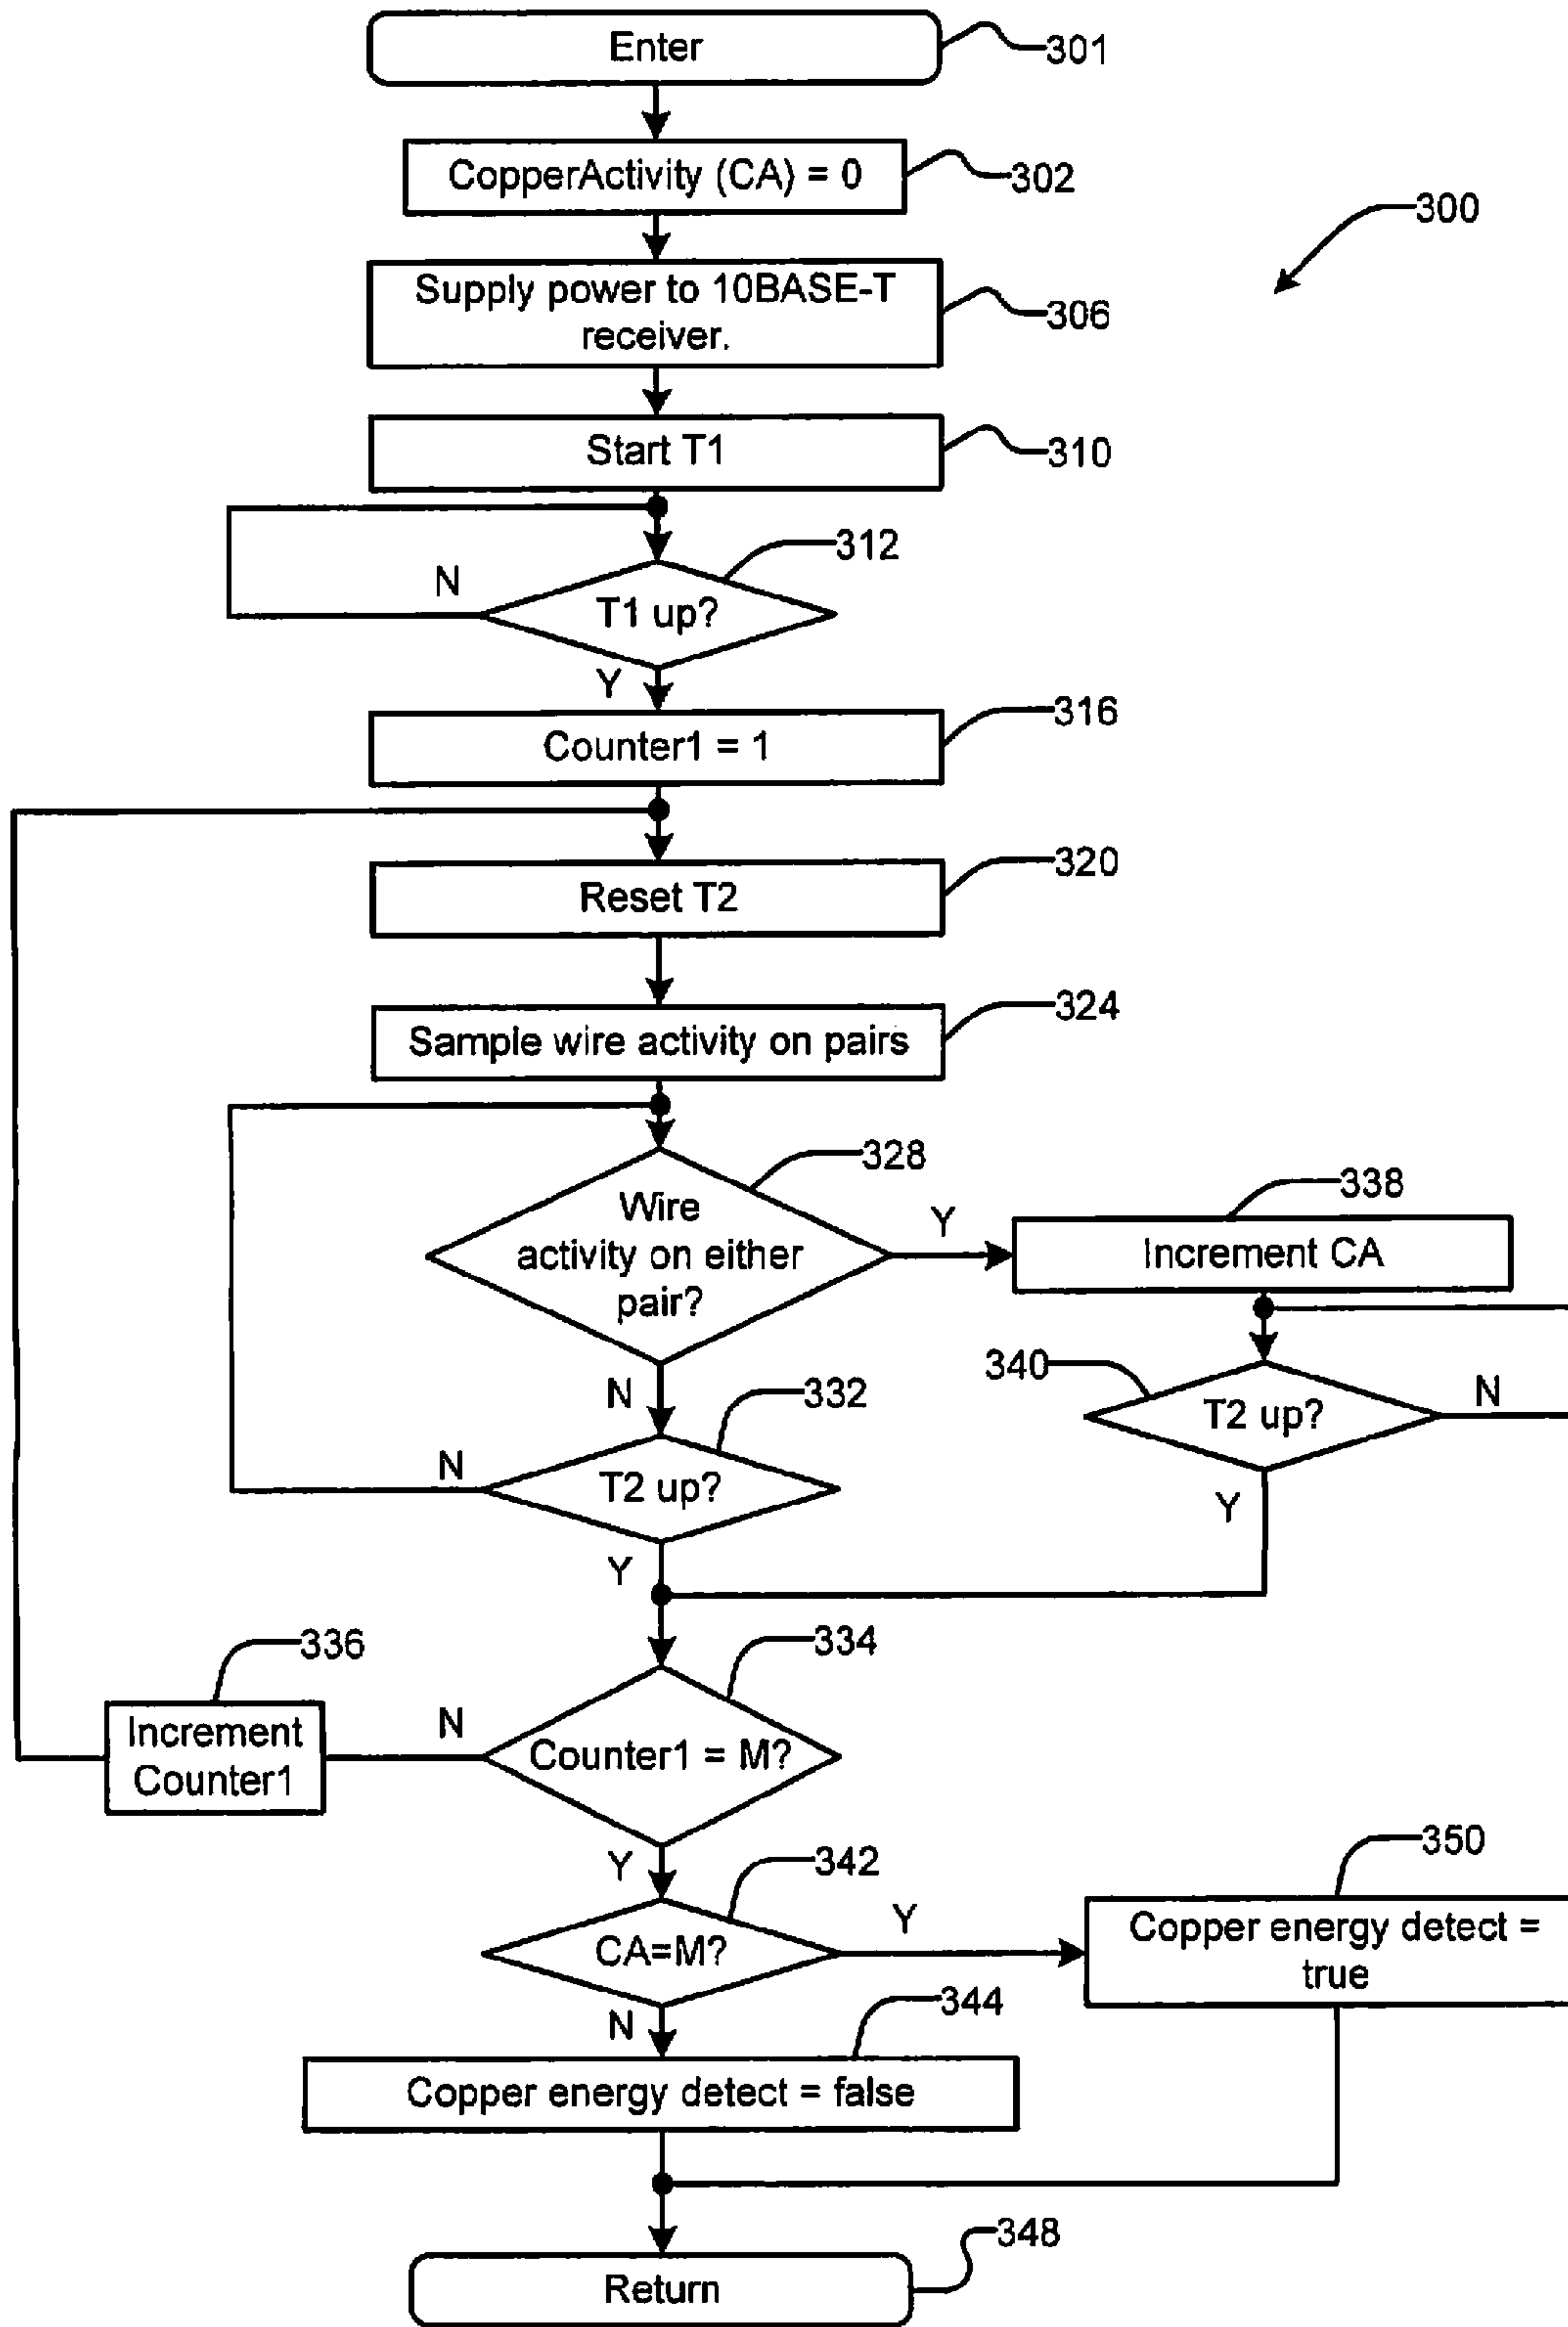 Enter
301
CopperActivity (CA) = 0
302
300
Supply power to 10BASE-T
receiver.
306
Start T1
310
312
N
T1 up?
Y
316
Counter1 = 1
320
Reset T2
324
Sample wire activity on pairs
328
Wire
activity on either
pair?
Y
338
Increment CA
N
332
340
T2 up?
N
N
T2 up?
Y
Y
336
334
Increment
Counter1
N
Counter1 = M?
Y
342
350
CA=M?
Y
Copper energy detect =
true
N
344
Copper energy detect = false
348
Return